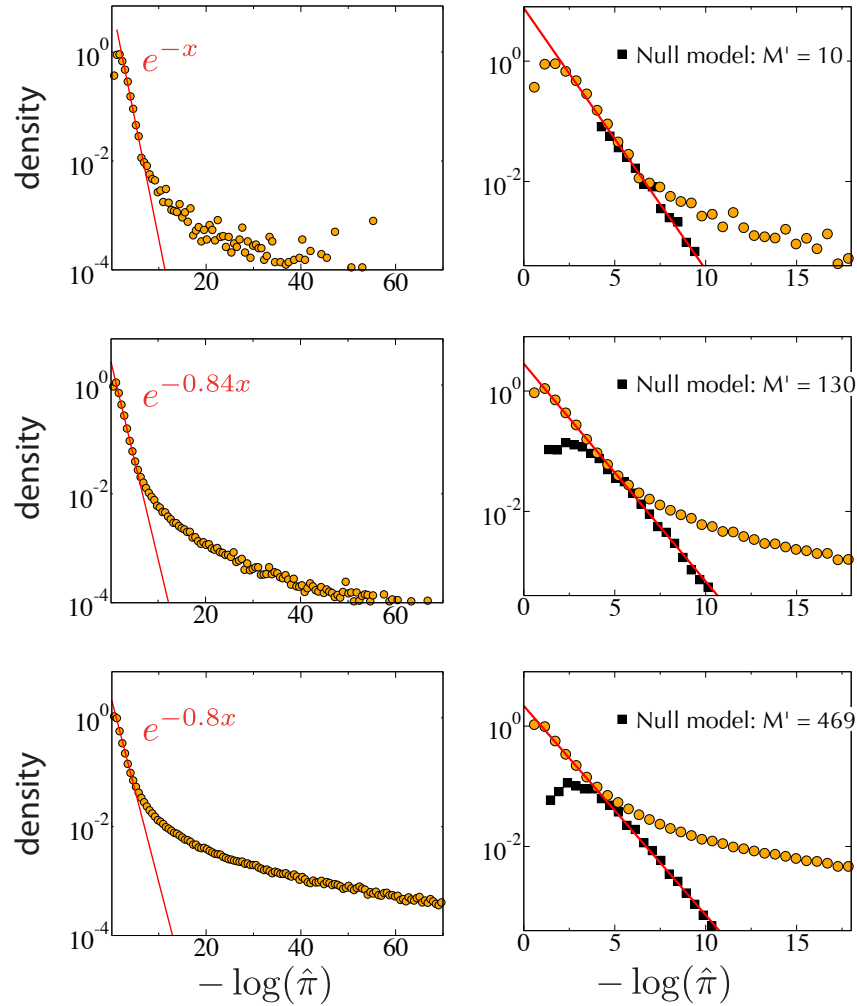 density
10^0
10^-2
10^-4
20 40 60
e^{-x}
10^0
10^-2
0 5 10 15
Null model: M' = 10
density
10^0
10^-2
10^-4
20 40 60
e^{-0.84x}
10^0
10^-2
0 5 10 15
Null model: M' = 130
density
10^0
10^-2
10^-4
20 40 60
e^{-0.8x}
− log(π̂)
10^0
10^-2
0 5 10 15
Null model: M' = 469
− log(π̂)